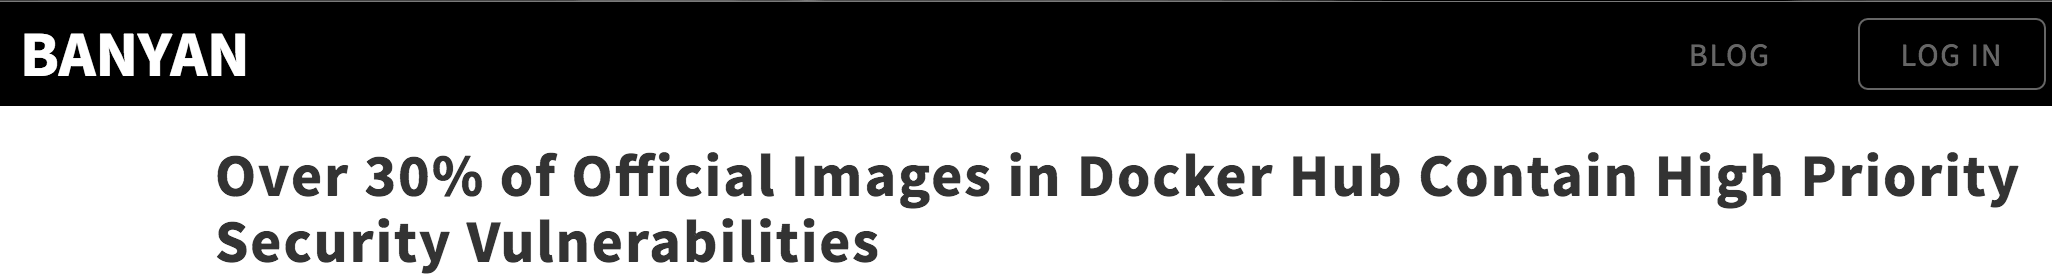 BANYAN
BLOG
LOG IN
Over 30% of Official Images in Docker Hub Contain High Priority
Security Vulnerabilities